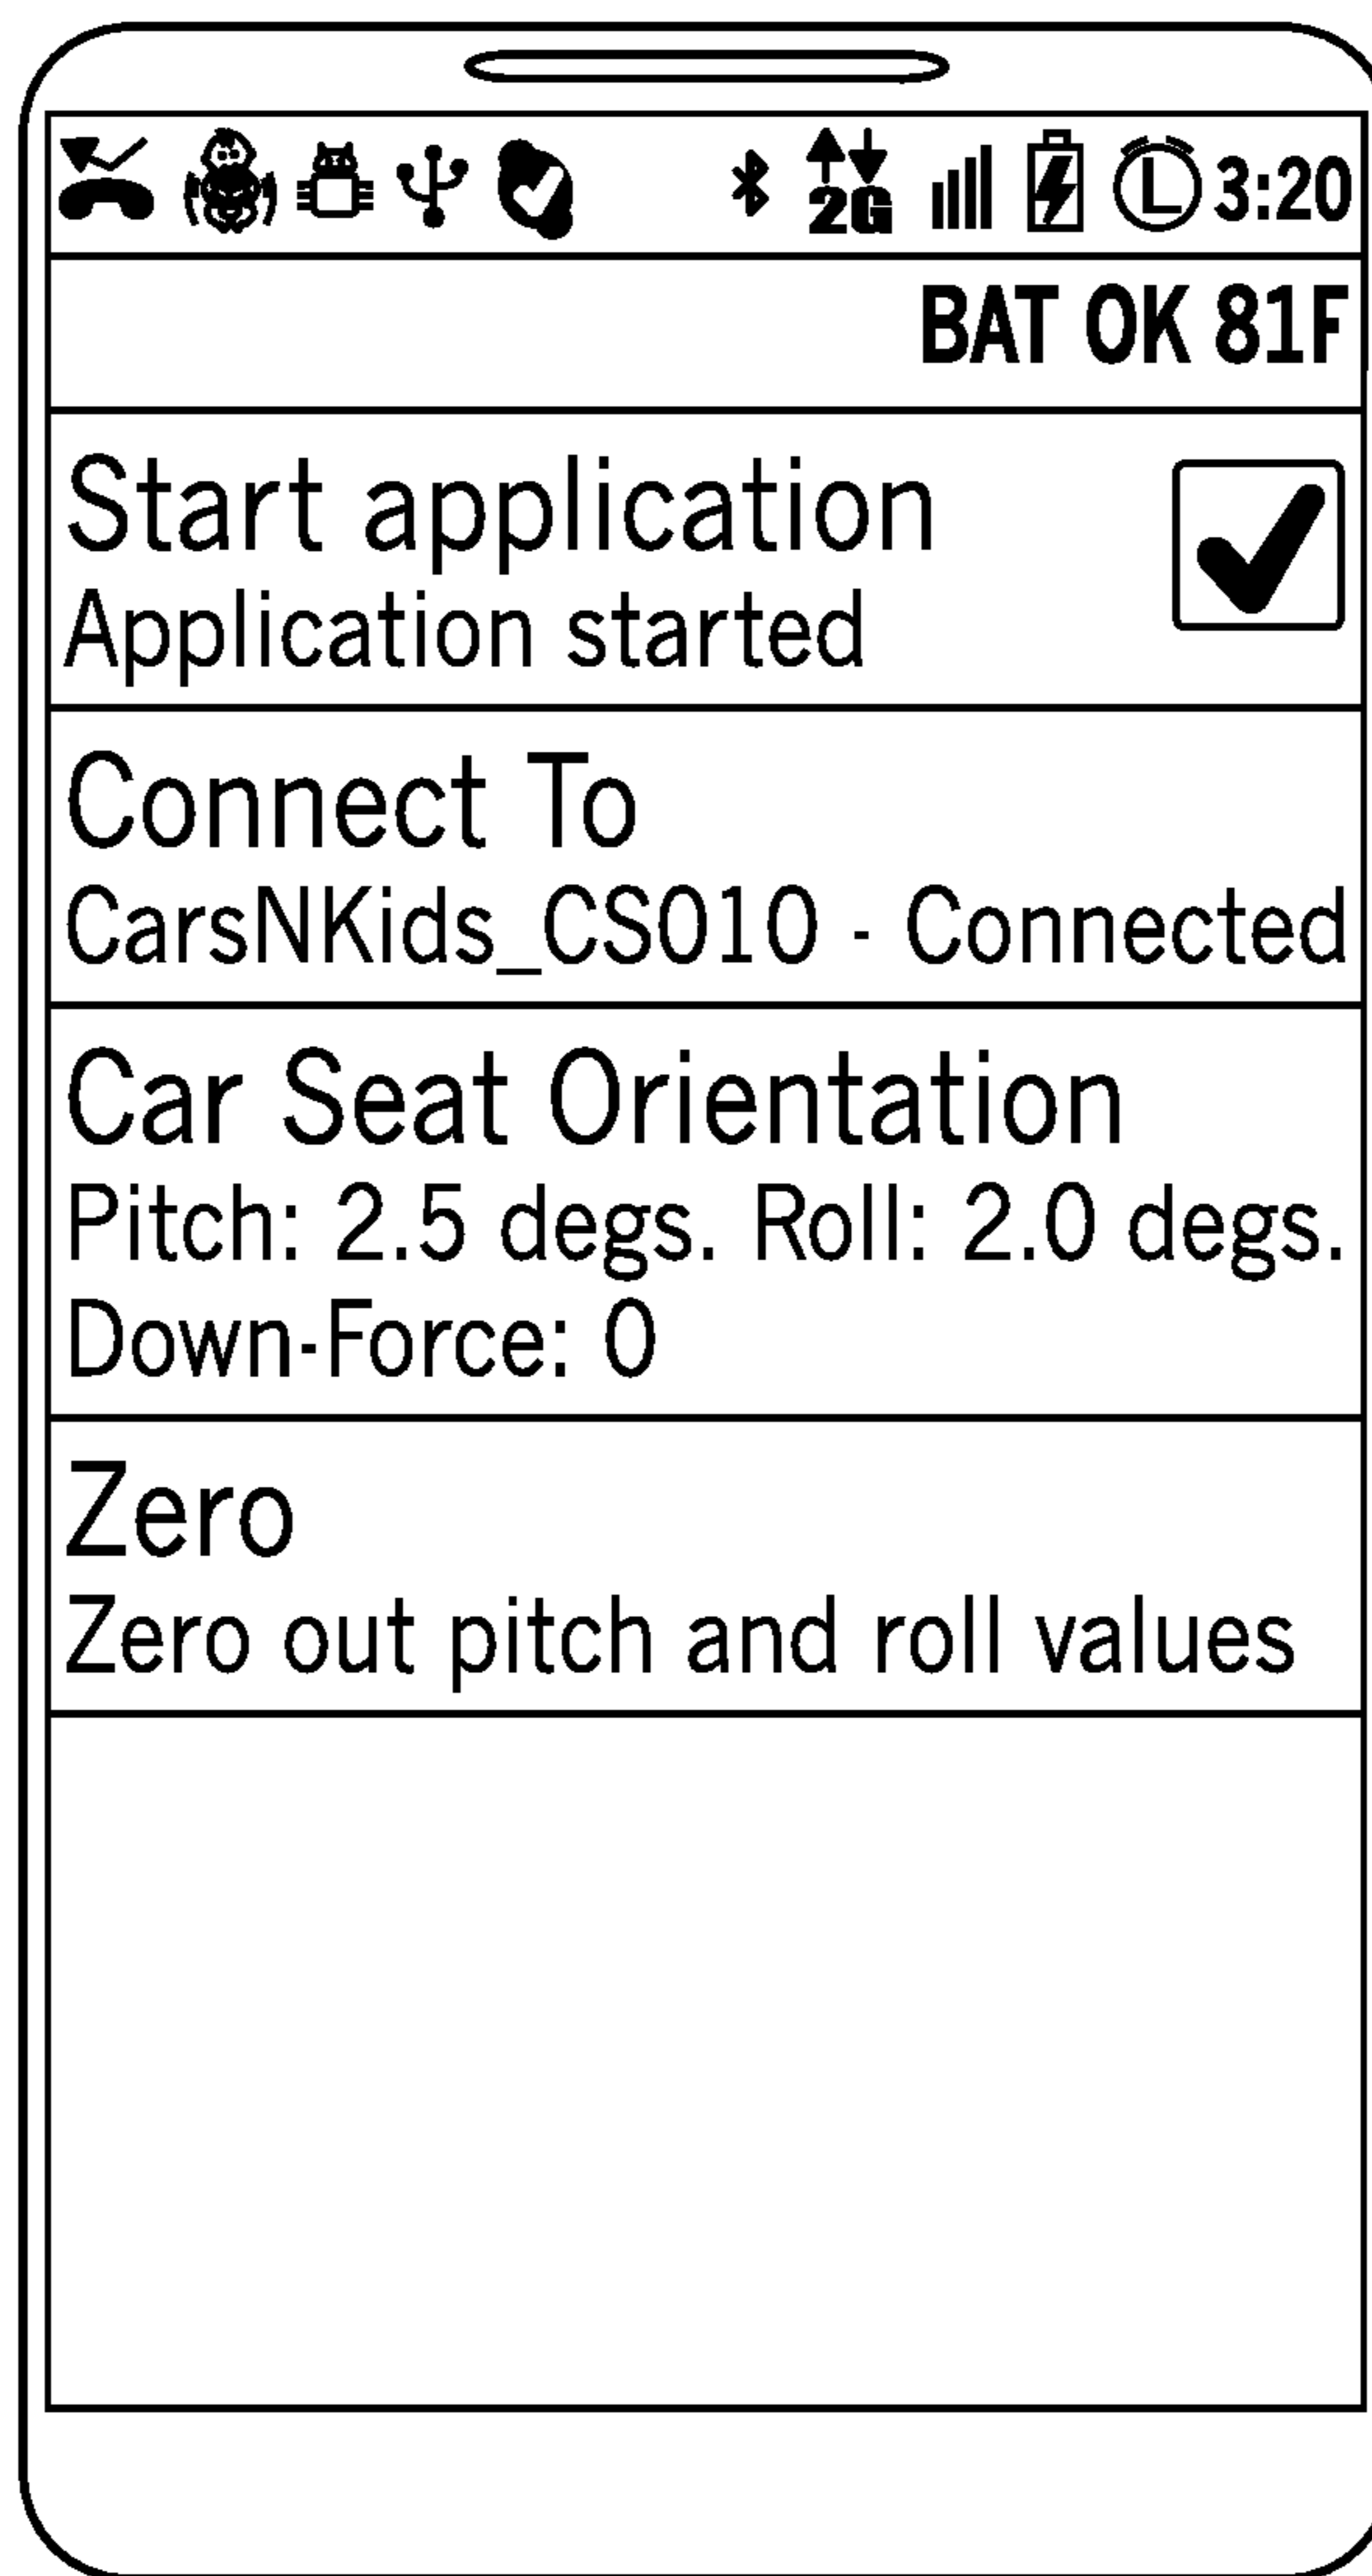 2G 3:20
BAT OK 81F
Start application
Application started
Connect To
CarsNKids_CS010 - Connected
Car Seat Orientation
Pitch: 2.5 degs. Roll: 2.0 degs.
Down-Force: 0
Zero
Zero out pitch and roll values